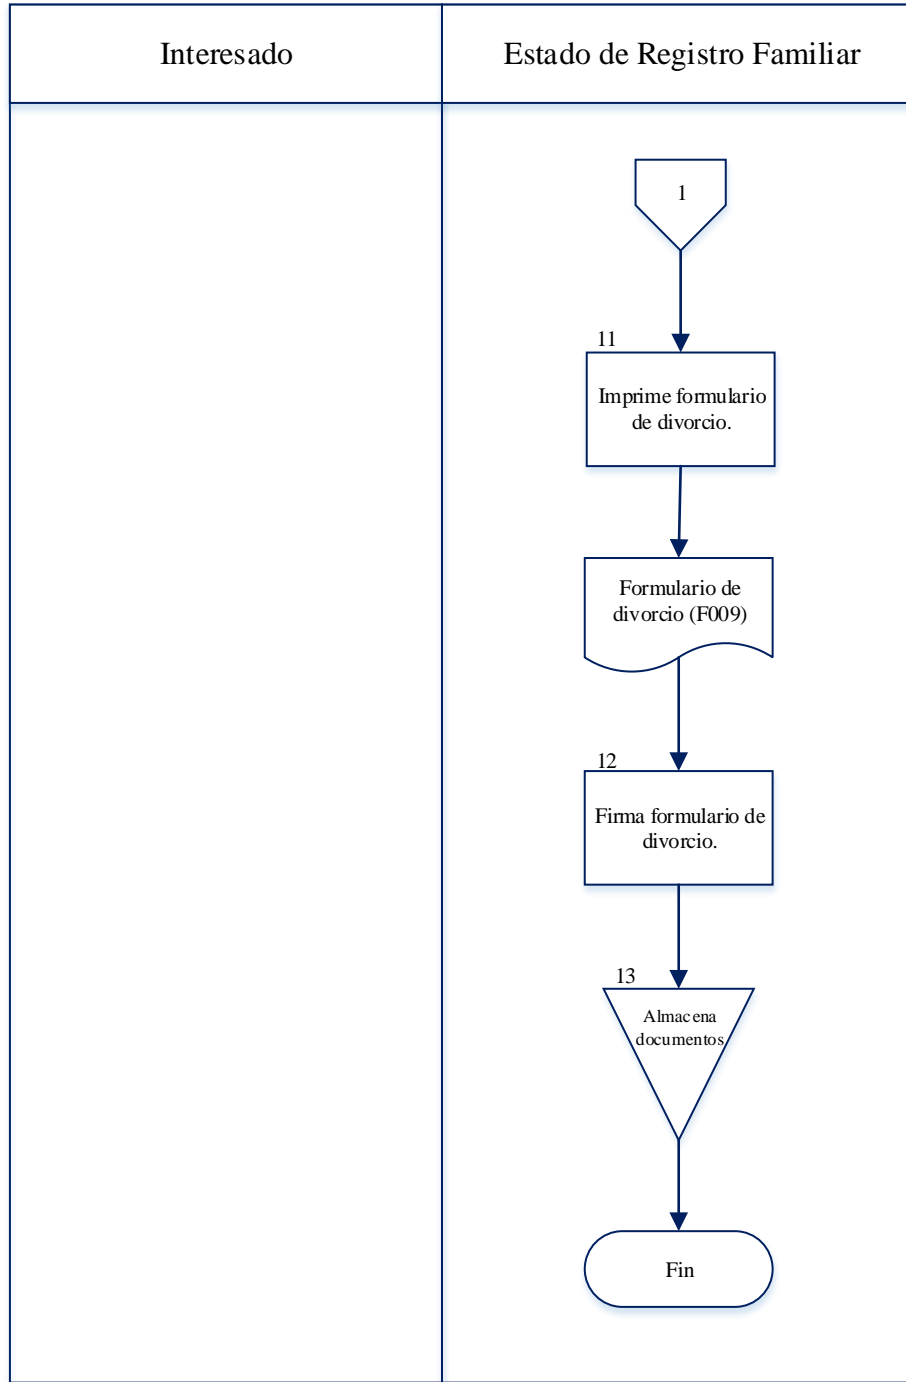 Interesado
Estado de Registro Familiar
1
11
Imprime formulario
de divorcio.
Formulario de
divorcio (F009)
12
Firma formulario de
divorcio.
13
Almacena
documentos
Fin